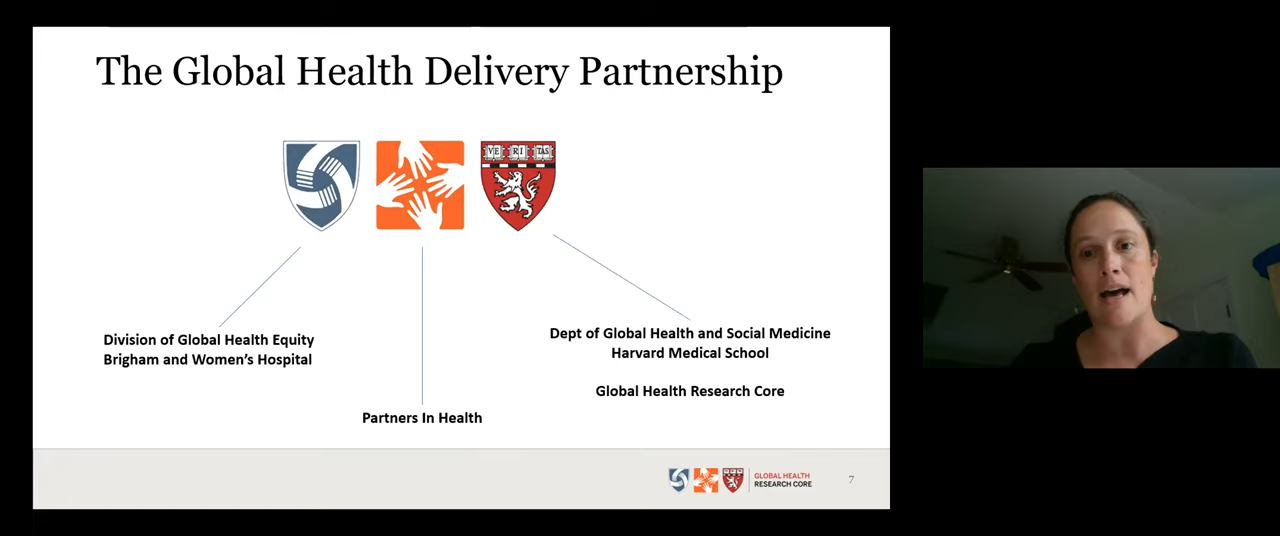 The Global Health Delivery Partnership
VE RI TAS
Division of Global Health Equity
Brigham and Women's Hospital
Dept of Global Health and Social Medicine
Harvard Medical School
Global Health Research Core
Partners In Health
GLOBAL HEALTH
RESEARCH CORE
7